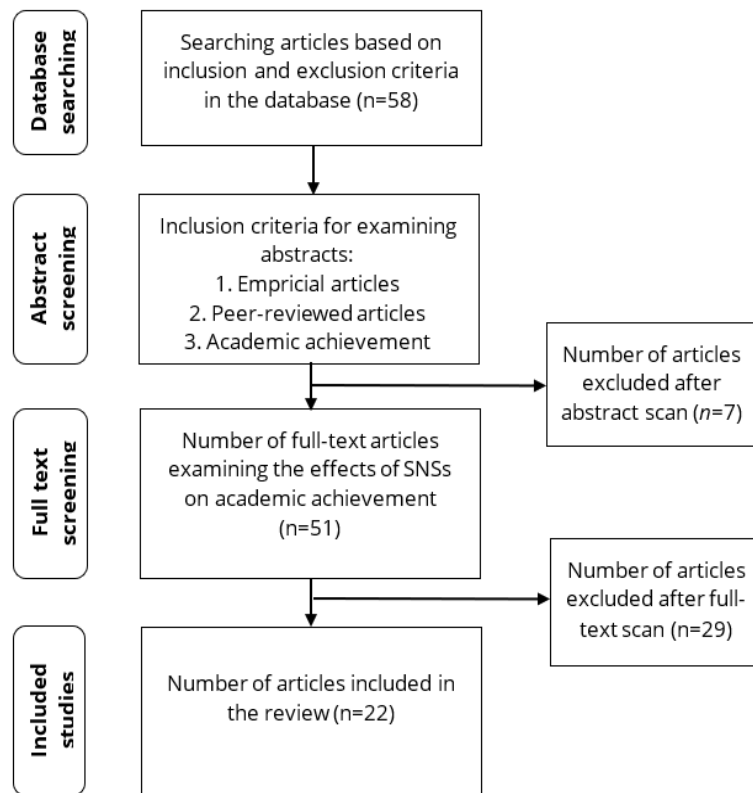 Database
searching
Searching articles based on
inclusion and exclusion criteria
in the database (n=58)
Abstract
screening
Inclusion criteria for examining
abstracts:
1. Empricial articles
2. Peer-reviewed articles
3. Academic achievement
Number of articles
excluded after
abstract scan (n=7)
Full text
screening
Number of full-text articles
examining the effects of SNSs
on academic achievement
(n=51)
Number of articles
excluded after full-
text scan (n=29)
Included
studies
Number of articles included in
the review (n=22)